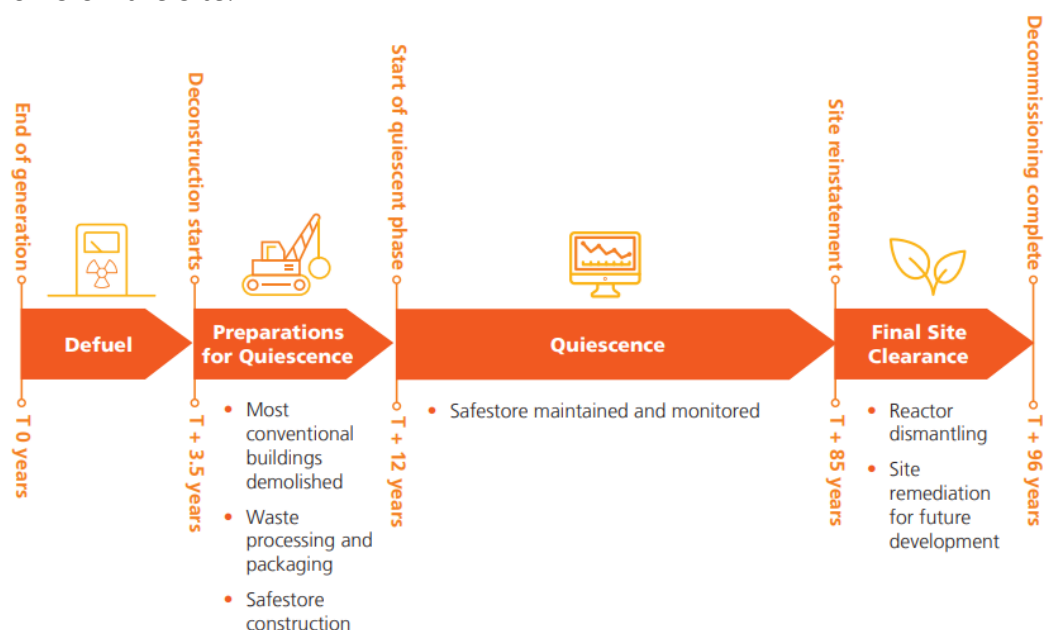 End of generation
Deconstruction starts
Start of quiescent phase
Site reinstatement
Decommissioning complete
Defuel
Preparations
for Quiescence
Quiescence
Final Site
Clearance
T 0 years
T + 3.5 years
T + 12 years
T + 85 years
T + 96 years
• Most
conventional
buildings
demolished
• Waste
processing and
packaging
• Safestore
construction
• Safestore maintained and monitored
• Reactor
dismantling
• Site
remediation
for future
development